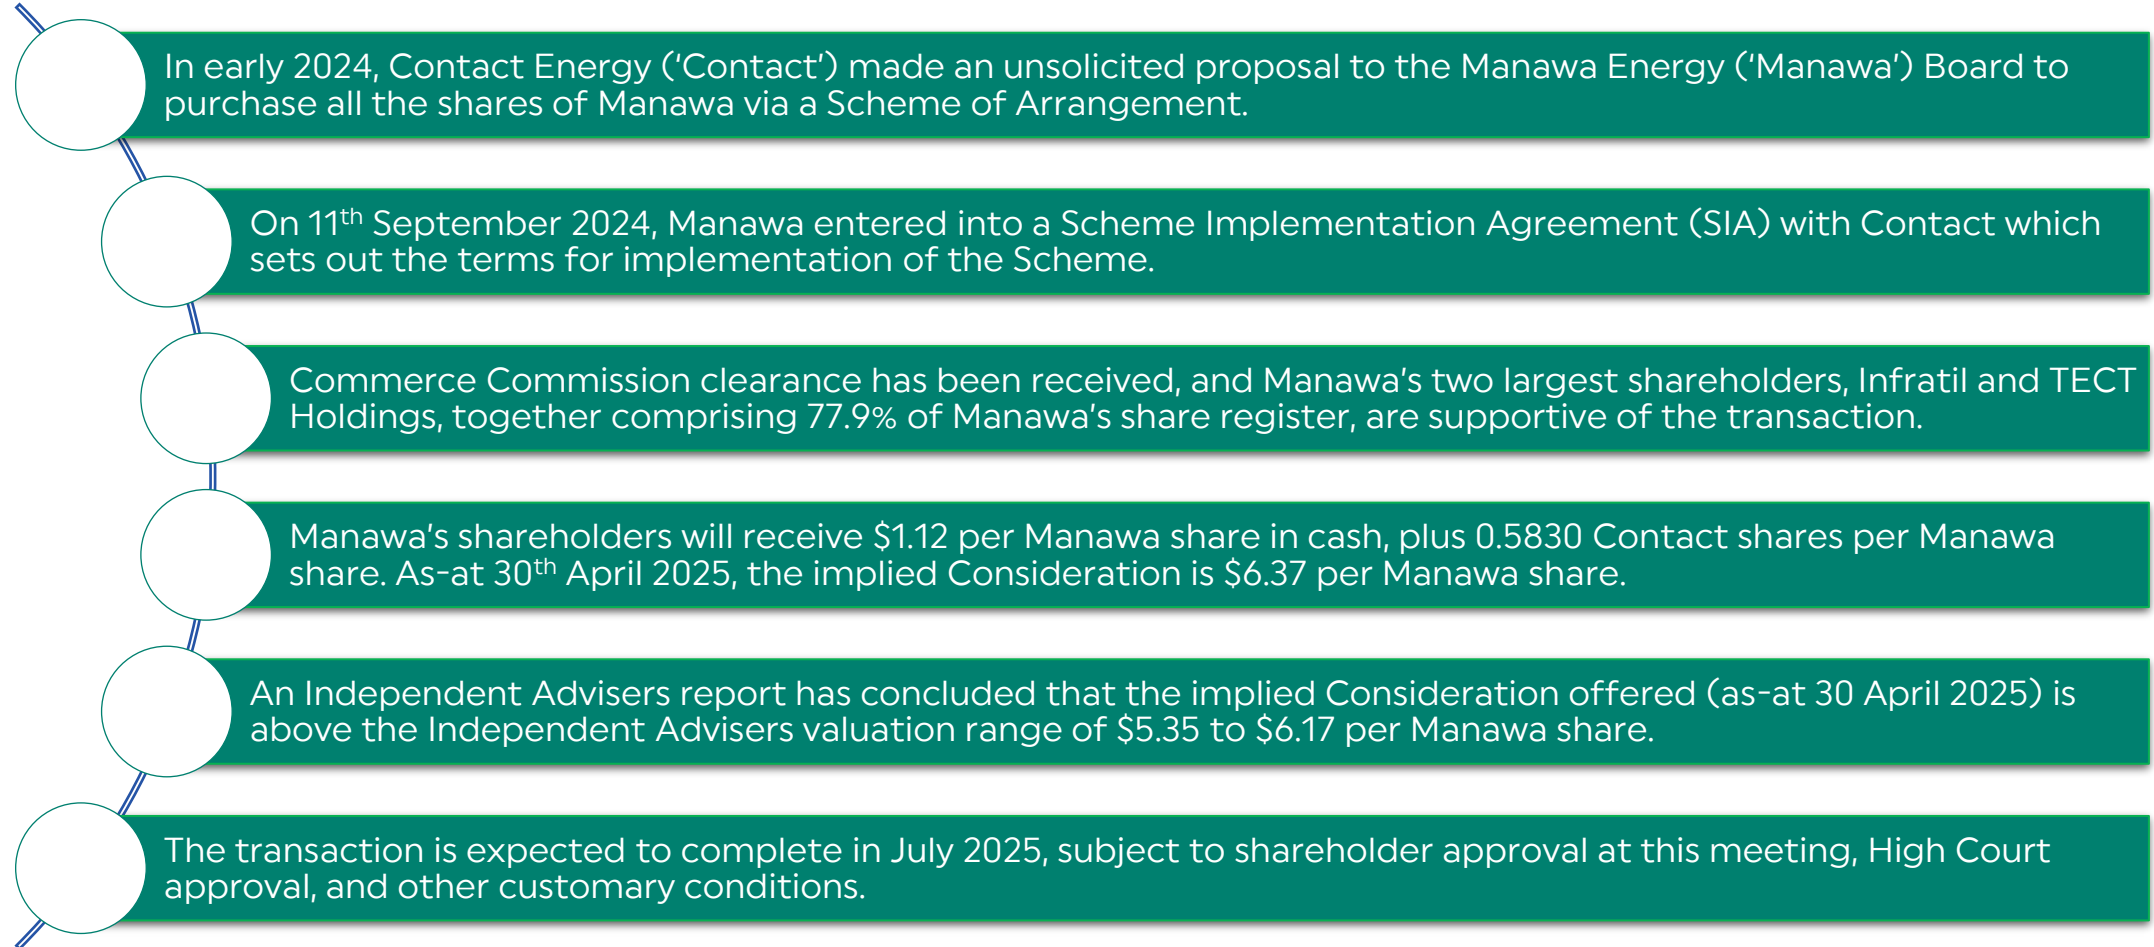 In early 2024, Contact Energy (‘Contact’) made an unsolicited proposal to the Manawa Energy (‘Manawa’) Board to
purchase all the shares of Manawa via a Scheme of Arrangement.
On 11th September 2024, Manawa entered into a Scheme Implementation Agreement (SIA) with Contact which
sets out the terms for implementation of the Scheme.
Commerce Commission clearance has been received, and Manawa’s two largest shareholders, Infratil and TECT
Holdings, together comprising 77.9% of Manawa’s share register, are supportive of the transaction.
Manawa’s shareholders will receive $1.12 per Manawa share in cash, plus 0.5830 Contact shares per Manawa
share. As-at 30th April 2025, the implied Consideration is $6.37 per Manawa share.
An Independent Advisers report has concluded that the implied Consideration offered (as-at 30 April 2025) is
above the Independent Advisers valuation range of $5.35 to $6.17 per Manawa share.
The transaction is expected to complete in July 2025, subject to shareholder approval at this meeting, High Court
approval, and other customary conditions.